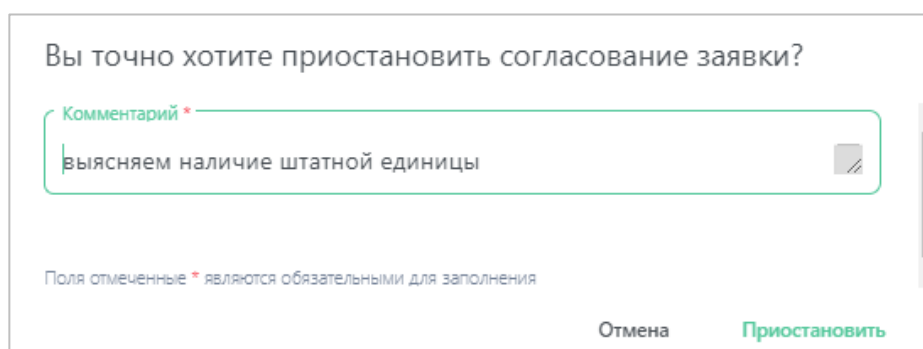 Вы точно хотите приостановить согласование заявки?
Комментарий *
выясняем наличие штатной единицы
Поля отмеченные * являются обязательными для заполнения
Отмена Приостановить